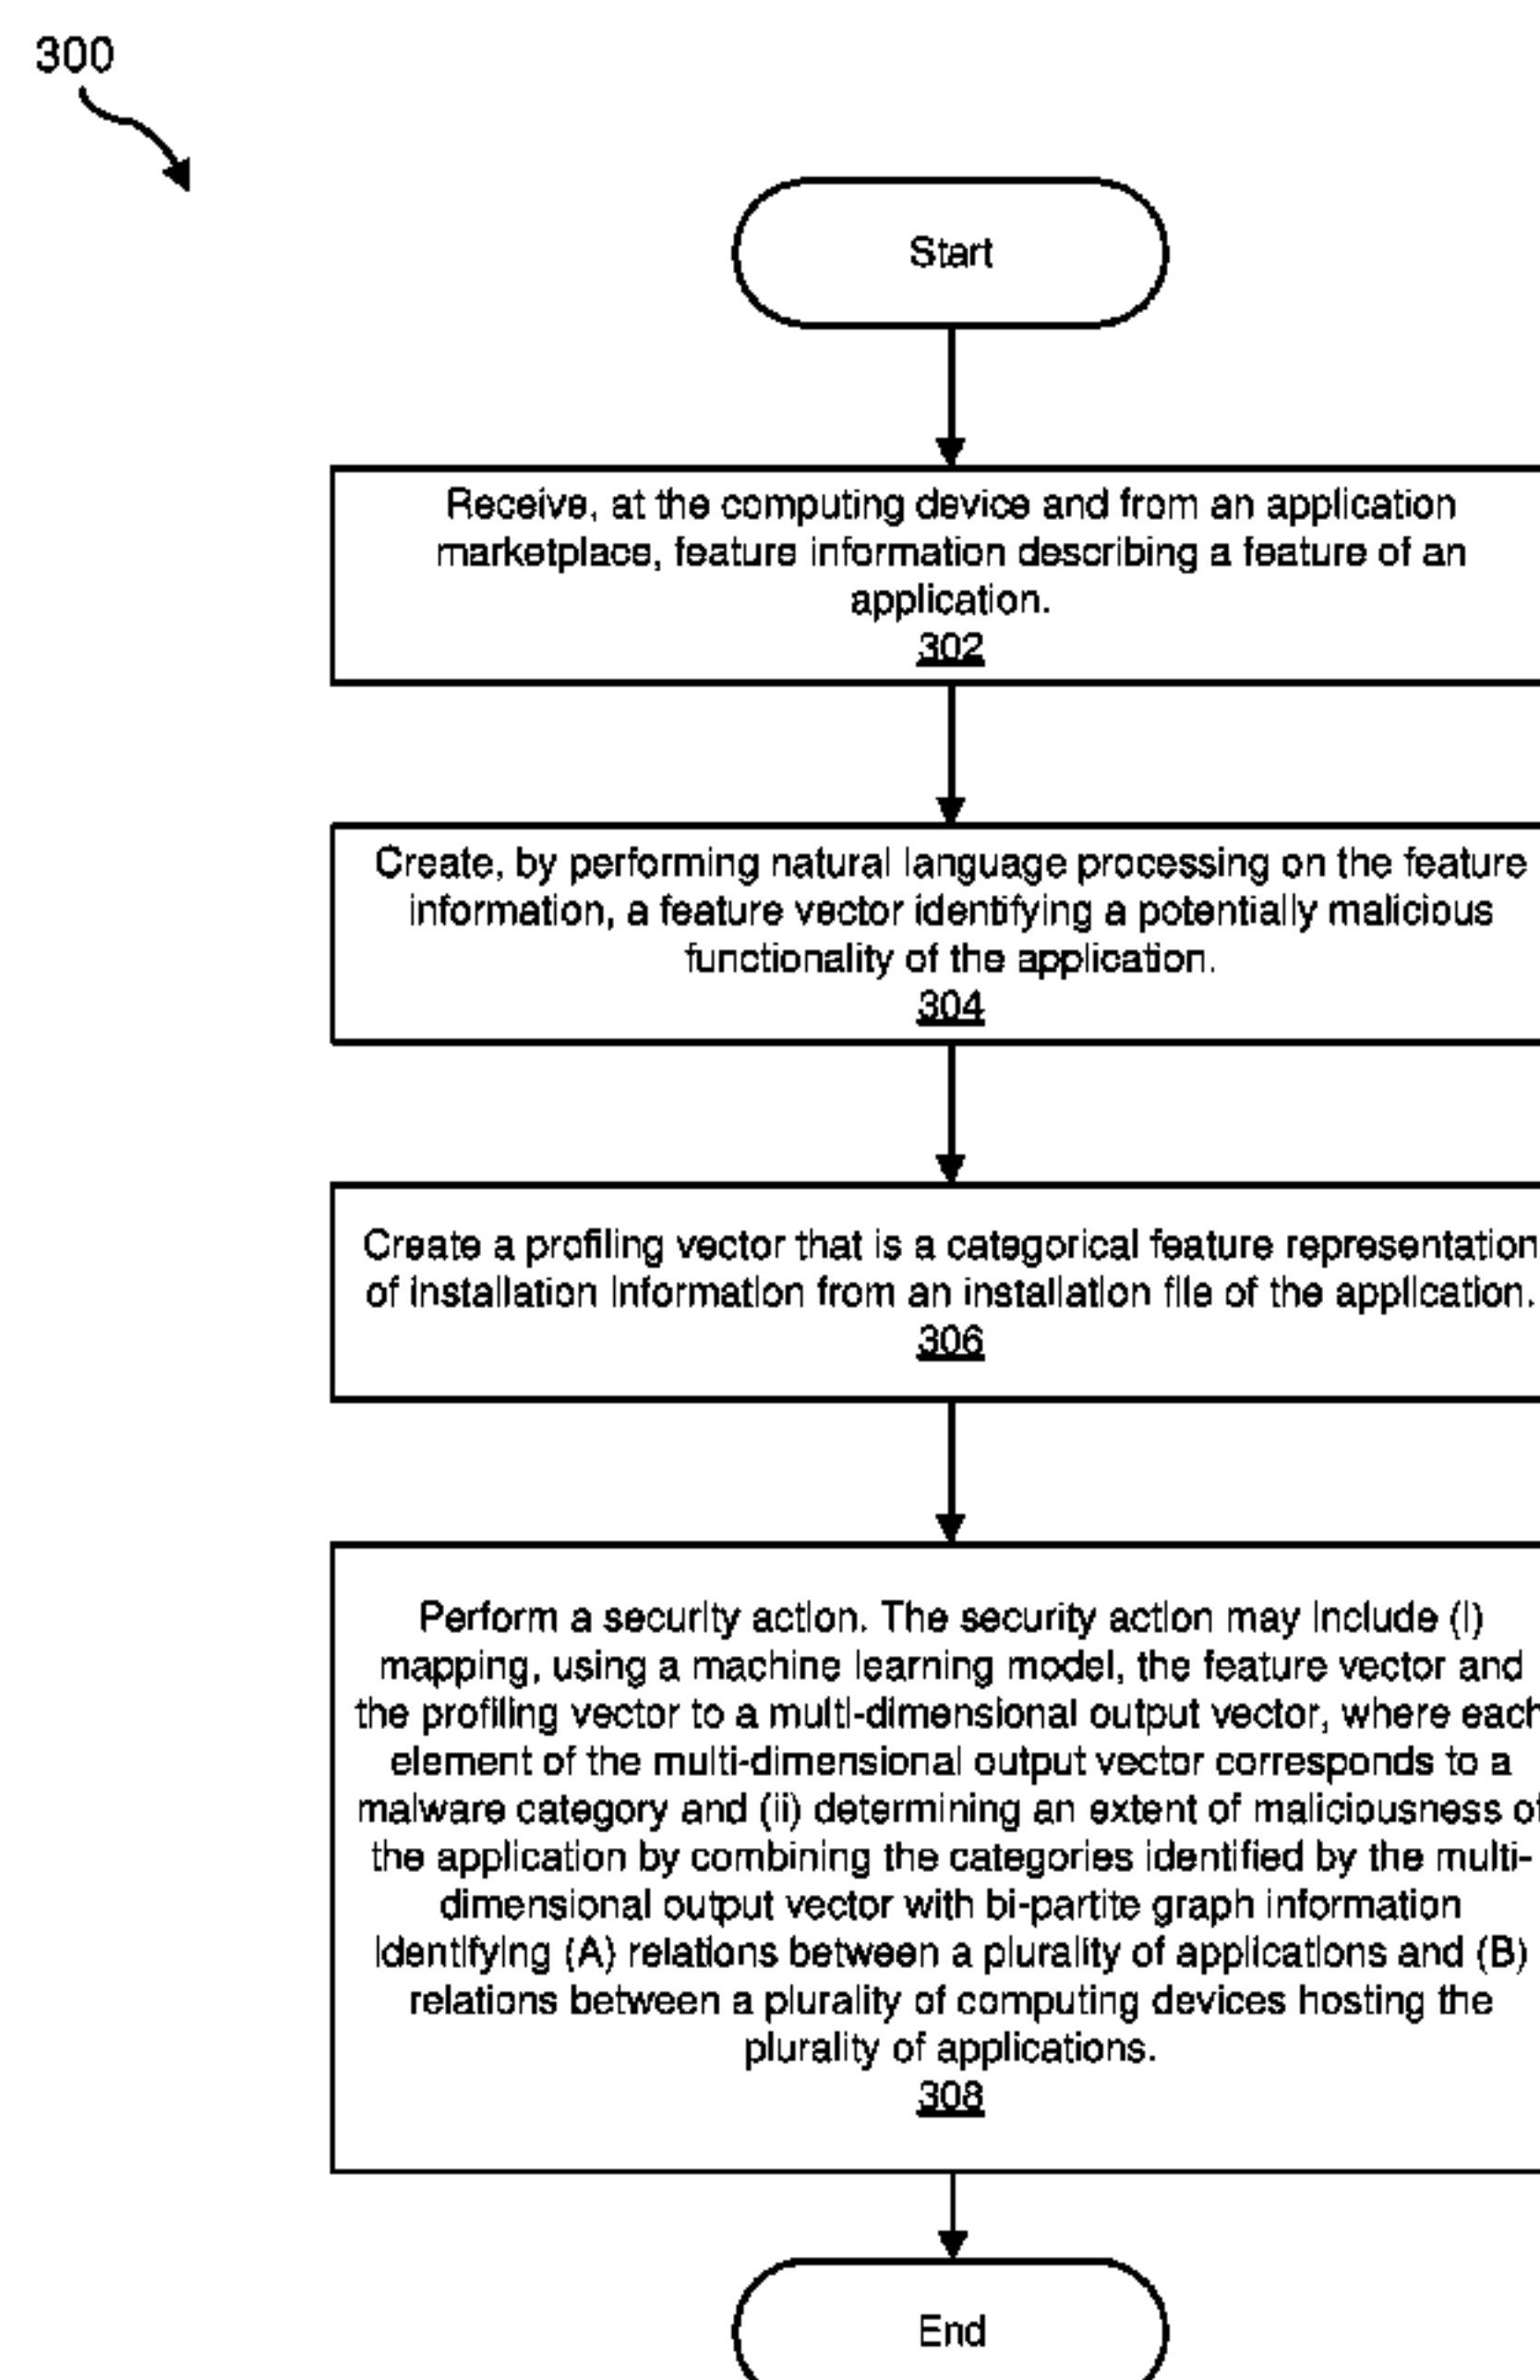 300
Start
Receive, at the computing device and from an application
marketplace, feature information describing a feature of an
application.
302
Create, by performing natural language processing on the feature
information, a feature vector identifying a potentially malicious
functionality of the application.
304
Create a profiling vector that is a categorical feature representation
of installation information from an installation file of the application.
306
Perform a security action. The security action may include (i)
mapping, using a machine learning model, the feature vector and
the profiling vector to a multi-dimensional output vector, where each
element of the multi-dimensional output vector corresponds to a
malware category and (ii) determining an extent of maliciousness of
the application by combining the categories identified by the multi-
dimensional output vector with bi-partite graph information
identifying (A) relations between a plurality of applications and (B)
relations between a plurality of computing devices hosting the
plurality of applications.
308
End